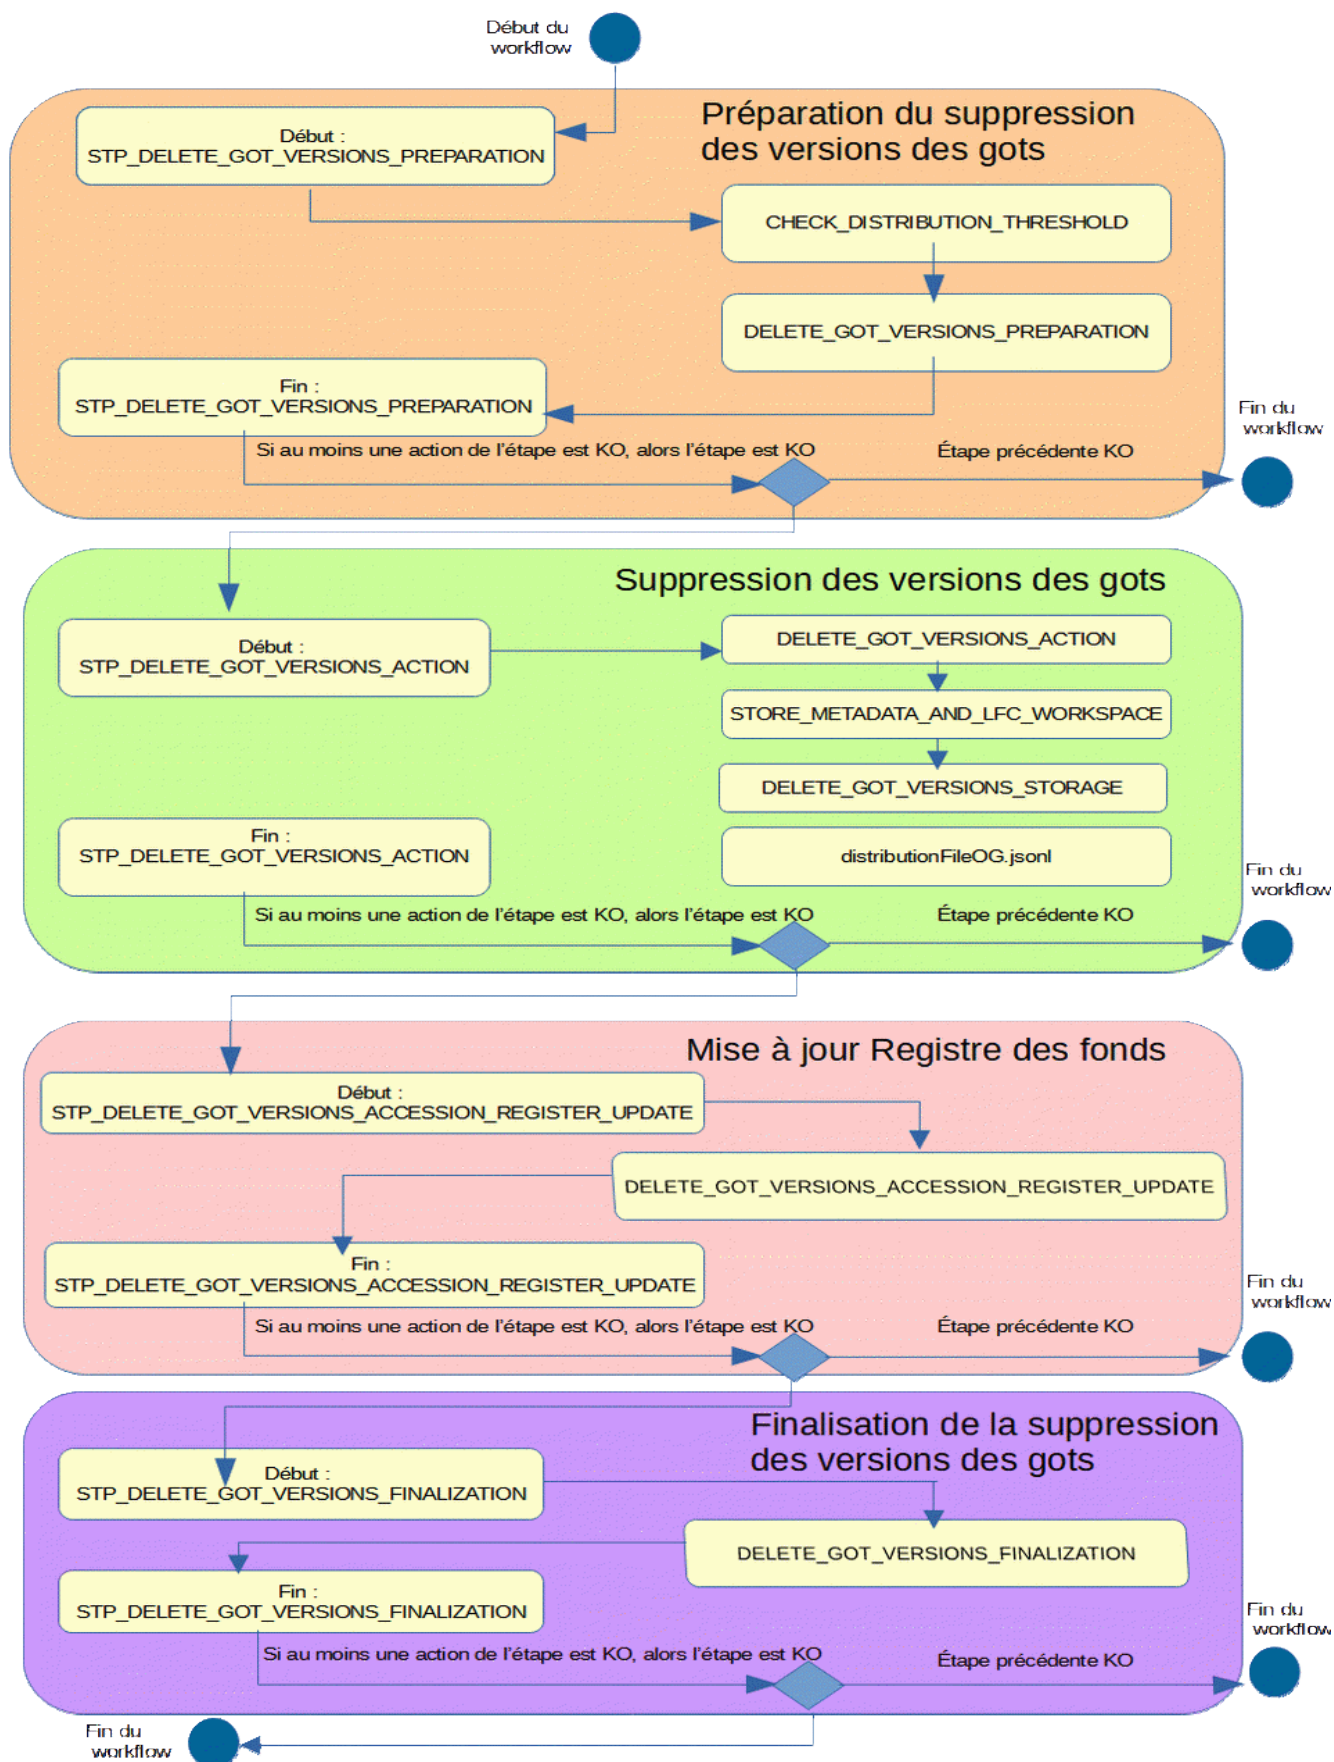 Début du
workflow
Préparation du suppression
des versions des gots
Début :
STP_DELETE_GOT_VERSIONS_PREPARATION
CHECK_DISTRIBUTION_THRESHOLD
DELETE_GOT_VERSIONS_PREPARATION
Fin :
STP_DELETE_GOT_VERSIONS_PREPARATION
Si au moins une action de l'étape est KO, alors l'étape est KO
Étape précédente KO
Fin du
workflow
Suppression des versions des gots
Début :
STP_DELETE_GOT_VERSIONS_ACTION
DELETE_GOT_VERSIONS_ACTION
STORE_METADATA_AND_LFC_WORKSPACE
DELETE_GOT_VERSIONS_STORAGE
distributionFileOG.jsonl
Fin :
STP_DELETE_GOT_VERSIONS_ACTION
Si au moins une action de l'étape est KO, alors l'étape est KO
Étape précédente KO
Fin du
workflow
Mise à jour Registre des fonds
Début :
STP_DELETE_GOT_VERSIONS_ACCESSION_REGISTER_UPDATE
DELETE_GOT_VERSIONS_ACCESSION_REGISTER_UPDATE
Fin :
STP_DELETE_GOT_VERSIONS_ACCESSION_REGISTER_UPDATE
Si au moins une action de l'étape est KO, alors l'étape est KO
Étape précédente KO
Fin du
workflow
Finalisation de la suppression
des versions des gots
Début :
STP_DELETE_GOT_VERSIONS_FINALIZATION
DELETE_GOT_VERSIONS_FINALIZATION
Fin :
STP_DELETE_GOT_VERSIONS_FINALIZATION
Si au moins une action de l'étape est KO, alors l'étape est KO
Étape précédente KO
Fin du
workflow
Fin du
workflow